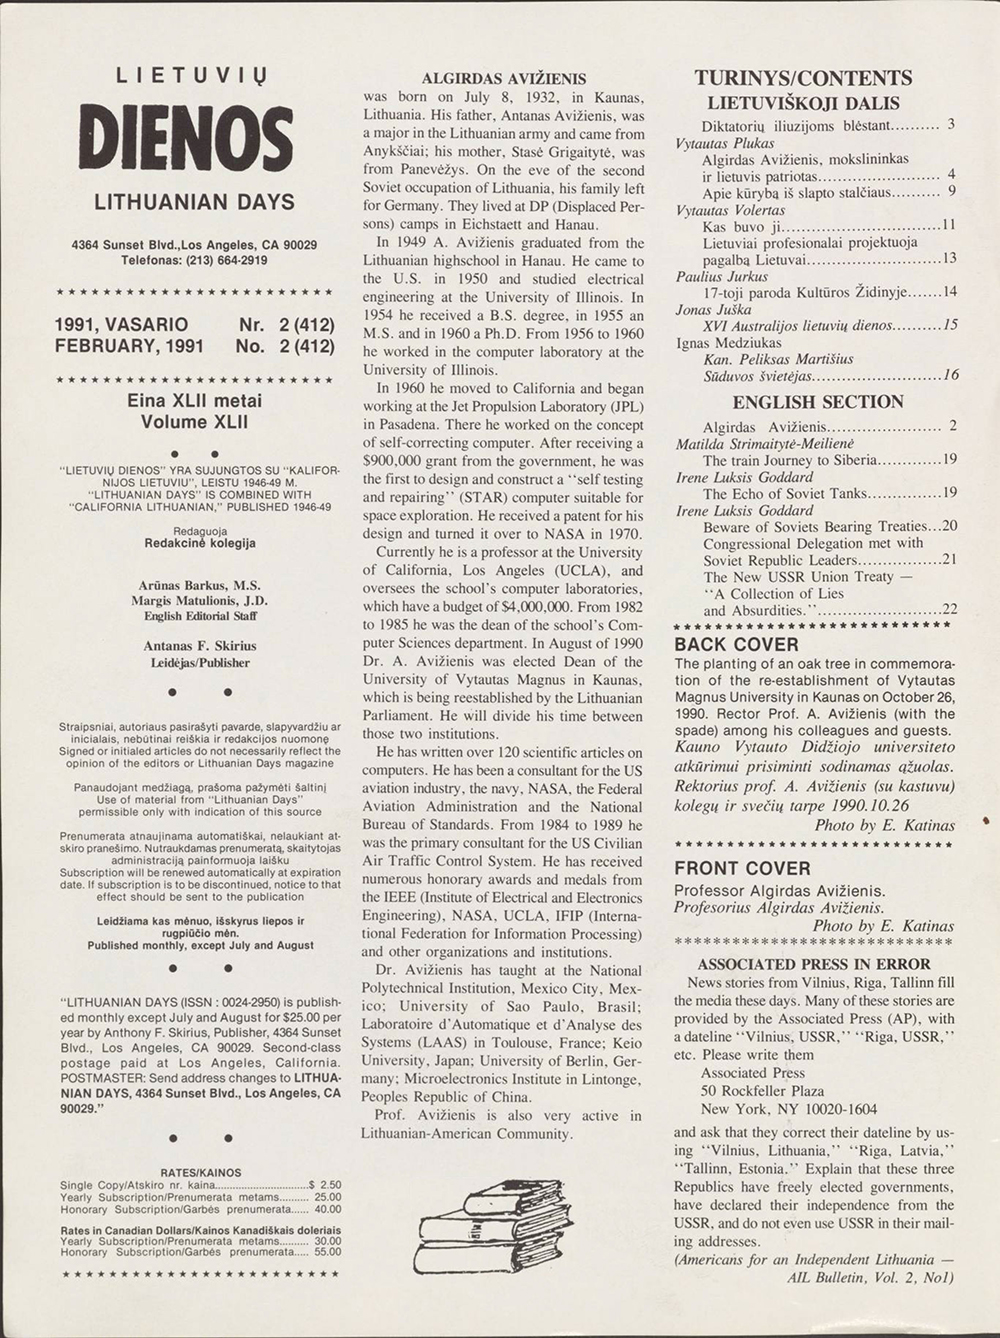 LIETUVIŲ
DIENOS
LITHUANIAN DAYS
4364 Sunset Blvd.,Los Angeles, CA 90029
Telefonas: (213) 664-2919
* * * * * * * * * * * * * * * * * * * * * * * *
1991, VASARIO Nr. 2 (412)
FEBRUARY, 1991 No. 2 (412)
* * * * * * * * * * * * * * * * * * * * * * * *
Eina XLII metai
Volume XLII
● ●
"LIETUVIŲ DIENOS" YRA SUJUNGTOS SU "KALIFOR-
NIJOS LIETUVIU", LEISTU 1946-49 M.
"LITHUANIAN DAYS" IS COMBINED WITH
"CALIFORNIA LITHUANIAN," PUBLISHED 1946-49
Redaguoja
Redakcinė kolegija
Arūnas Barkus, M.S.
Margis Matulionis, J.D.
English Editorial Staff
Antanas F. Skirius
Leidėjas/Publisher
● ●
Straipsniai, autoriaus pasirašyti pavarde, slapyvardžiu ar
inicialais, nebūtinai reiškia ir redakcijos nuomonę
Signed or initialed articles do not necessarily reflect the
opinion of the editors or Lithuanian Days magazine
Panaudojant medžiagą, prašoma pažymėti šaltinį
Use of material from "Lithuanian Days"
permissible only with indication of this source
Prenumerata atnaujinama automatiškai, nelaukiant at-
skiro pranešimo. Nutraukdamas prenumeratą, skaitytojas
administraciją painformuoja laišku
Subscription will be renewed automatically at expiration
date. If subscription is to be discontinued, notice to that
effect should be sent to the publication
Leidžiama kas mėnuo, išskyrus liepos ir
rugpiūčio mėn.
Published monthly, except July and August
● ●
"LITHUANIAN DAYS (ISSN : 0024-2950) is publish-
ed monthly except July and August for $25.00 per
year by Anthony F. Skirius, Publisher, 4364 Sunset
Blvd., Los Angeles, CA 90029. Second-class
postage paid at Los Angeles, California.
POSTMASTER: Send address changes to LITHUA-
NIAN DAYS, 4364 Sunset Blvd., Los Angeles, CA
90029."
● ●
RATES/KAINOS
Single Copy/Atskiro nr. kaina..............................$ 2.50
Yearly Subscription/Prenumerata metams.......... 25.00
Honorary Subscription/Garbės prenumerata...... 40.00
Rates in Canadian Dollars/Kainos Kanadiškais doleriais
Yearly Subscription/Prenumerata metams.......... 30.00
Honorary Subscription/Garbės prenumerata..... 55.00
* * * * * * * * * * * * * * * * * * * * * * * *
ALGIRDAS AVIŽIENIS
was born on July 8, 1932, in Kaunas,
Lithuania. His father, Antanas Avižienis, was
a major in the Lithuanian army and came from
Anykščiai; his mother, Stasė Grigaitytė, was
from Panevėžys. On the eve of the second
Soviet occupation of Lithuania, his family left
for Germany. They lived at DP (Displaced Per-
sons) camps in Eichstaett and Hanau.
In 1949 A. Avižienis graduated from the
Lithuanian highschool in Hanau. He came to
the U.S. in 1950 and studied electrical
engineering at the University of Illinois. In
1954 he received a B.S. degree, in 1955 an
M.S. and in 1960 a Ph.D. From 1956 to 1960
he worked in the computer laboratory at the
University of Illinois.
In 1960 he moved to California and began
working at the Jet Propulsion Laboratory (JPL)
in Pasadena. There he worked on the concept
of self-correcting computer. After receiving a
$900,000 grant from the government, he was
the first to design and construct a ‘‘self testing
and repairing’’ (STAR) computer suitable for
space exploration. He received a patent for his
design and turned it over to NASA in 1970.
Currently he is a professor at the University
of California, Los Angeles (UCLA), and
oversees the school's computer laboratories,
which have a budget of $4,000,000. From 1982
to 1985 he was the dean of the school's Com-
puter Sciences department. In August of 1990
Dr. A. Avižienis was elected Dean of the
University of Vytautas Magnus in Kaunas,
which is being reestablished by the Lithuanian
Parliament. He will divide his time between
those two institutions.
He has written over 120 scientific articles on
computers. He has been a consultant for the US
aviation industry, the navy, NASA, the Federal
Aviation Administration and the National
Bureau of Standards. From 1984 to 1989 he
was the primary consultant for the US Civilian
Air Traffic Control System. He has received
numerous honorary awards and medals from
the IEEE (Institute of Electrical and Electronics
Engineering), NASA, UCLA, IFIP (Interna-
tional Federation for Information Processing)
and other organizations and institutions.
Dr. Avižienis has taught at the National
Polytechnical Institution, Mexico City, Mex-
ico; University of Sao Paulo, Brasil;
Laboratoire d'Automatique et d'Analyse des
Systems (LAAS) in Toulouse, France; Keio
University, Japan; University of Berlin, Ger-
many; Microelectronics Institute in Lintonge,
Peoples Republic of China.
Prof. Avižienis is also very active in
Lithuanian-American Community.
TURINYS/CONTENTS
LIETUVIŠKOJI DALIS
Diktatorių iliuzijoms blėstant.......... 3
Vytautas Plukas
Algirdas Avižienis, mokslininkas
ir lietuvis patriotas......................... 4
Apie kūrybą iš slapto stalčiaus.......... 9
Vytautas Volertas
Kas buvo ji.................................11
Lietuviai profesionalai projektuoja
pagalbą Lietuvai............................13
Paulius Jurkus
17-toji paroda Kultūros Židinyje.......14
Jonas Juška
XVI Australijos lietuvių dienos..........15
Ignas Medziukas
Kan. Peliksas Martišius
Sūduvos švietėjas...........................16
ENGLISH SECTION
Algirdas Avižienis........................ 2
Matilda Strimaitytė-Meilienė
The train Journey to Siberia.............19
Irene Luksis Goddard
The Echo of Soviet Tanks...............19
Irene Luksis Goddard
Beware of Soviets Bearing Treaties...20
Congressional Delegation met with
Soviet Republic Leaders.................21
The New USSR Union Treaty —
‘‘A Collection of Lies
and Absurdities.’’.........................22
* * * * * * * * * * * * * * * * * * * * * * * * * * *
BACK COVER
The planting of an oak tree in commemora-
tion of the re-establishment of Vytautas
Magnus University in Kaunas on October 26,
1990. Rector Prof. A. Avižienis (with the
spade) among his colleagues and guests.
Kauno Vytauto Didžiojo universiteto
atkūrimui prisiminti sodinamas ąžuolas.
Rektorius prof. A. Avižienis (su kastuvu)
kolegų ir svečių tarpe 1990.10.26
Photo by E. Katinas
* * * * * * * * * * * * * * * * * * * * * * * * * * *
FRONT COVER
Professor Algirdas Avižienis.
Profesorius Algirdas Avižienis.
Photo by E. Katinas
* * * * * * * * * * * * * * * * * * * * * * * * * * *
ASSOCIATED PRESS IN ERROR
News stories from Vilnius, Riga, Tallinn fill
the media these days. Many of these stories are
provided by the Associated Press (AP), with
a dateline ‘‘Vilnius, USSR,’’ ‘‘Riga, USSR,’’
etc. Please write them
Associated Press
50 Rockfeller Plaza
New York, NY 10020-1604
and ask that they correct their dateline by us-
ing ‘‘Vilnius, Lithuania,’’ ‘‘Riga, Latvia,’’
‘‘Tallinn, Estonia.’’ Explain that these three
Republics have freely elected governments,
have declared their independence from the
USSR, and do not even use USSR in their mail-
ing addresses.
(Americans for an Independent Lithuania —
AIL Bulletin, Vol. 2, No1)